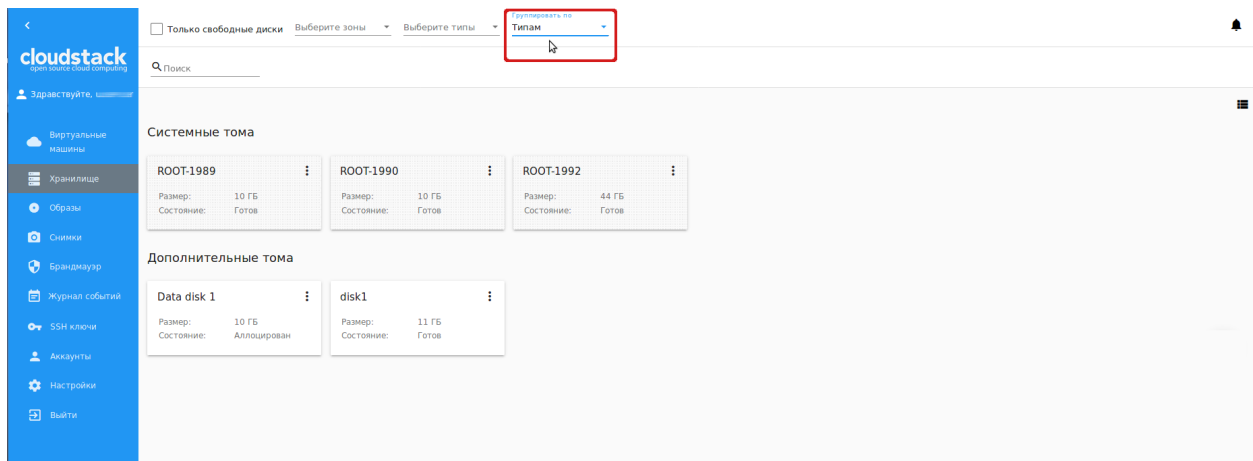 Только свободные диски
Выберите зоны
Выберите типы
Группировать по
Типам
cloudstack
open source cloud computing
Поиск
Здравствуйте,
Виртуальные
машины
Хранилище
Образы
Снимки
Брандмауэр
Журнал событий
SSH ключи
Аккаунты
Настройки
Выйти
Системные тома
ROOT-1989
Размер: 10 ГБ
Состояние: Готов
ROOT-1990
Размер: 10 ГБ
Состояние: Готов
ROOT-1992
Размер: 44 ГБ
Состояние: Готов
Дополнительные тома
Data disk 1
Размер: 10 ГБ
Состояние: Аллоцирован
disk1
Размер: 11 ГБ
Состояние: Готов